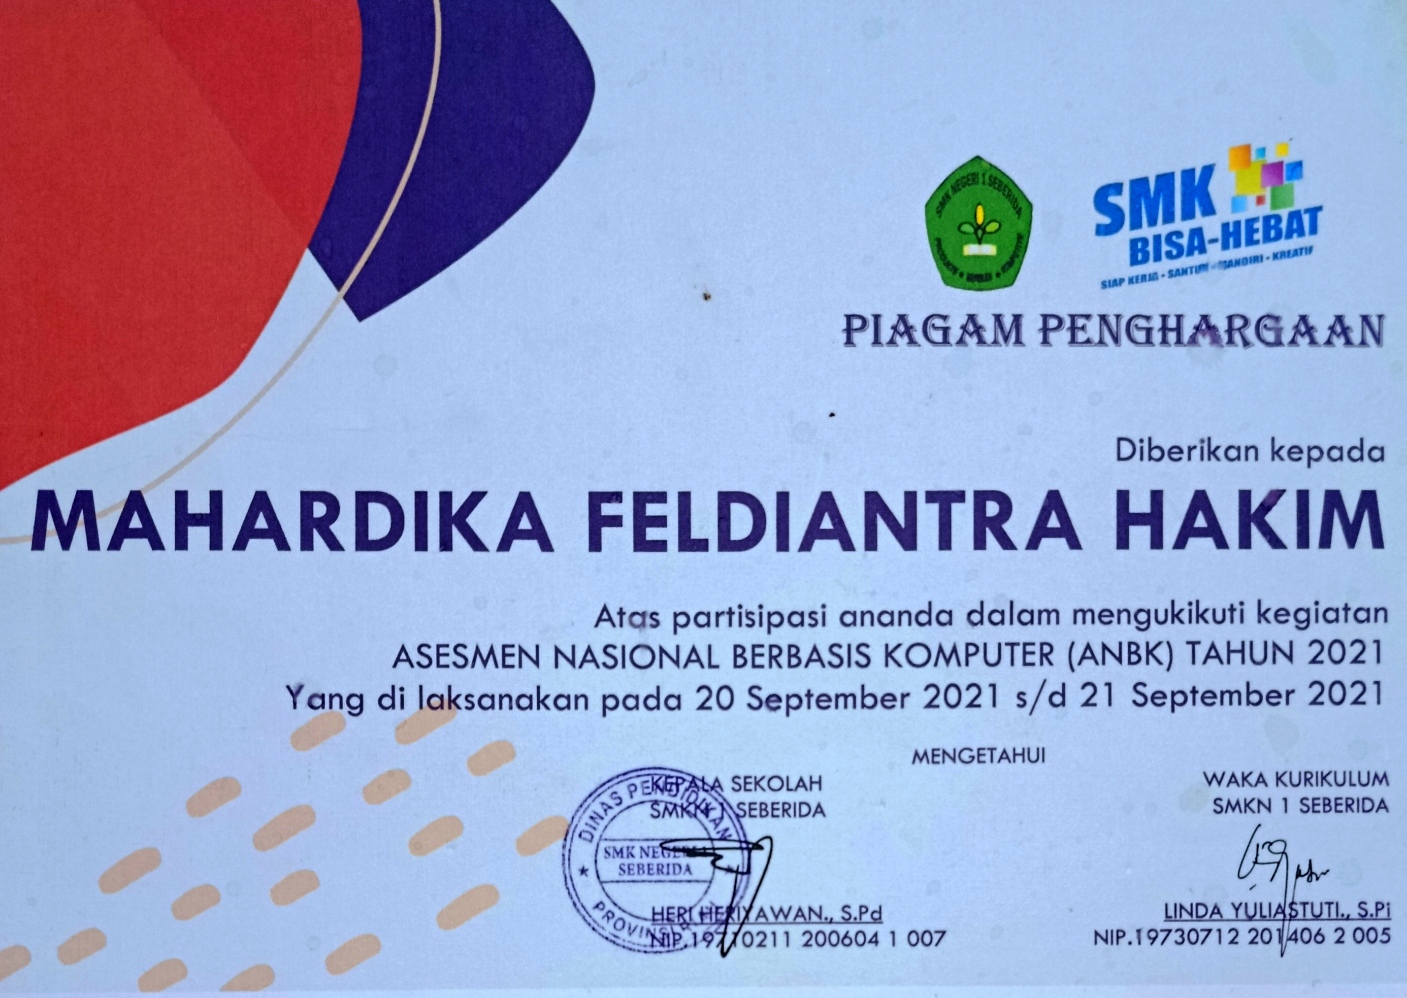 SMK NEGERI 1 SEBERIDA
SMK
BISA-HEBAT
SIAP KERJA - SANTUN - MANDIRI - KREATIF
PIAGAM PENGHARGAAN
Diberikan kepada
MAHARDIKA FELDIANTRA HAKIM
Atas partisipasi ananda dalam mengukikuti kegiatan
ASESMEN NASIONAL BERBASIS KOMPUTER (ANBK) TAHUN 2021
Yang di laksanakan pada 20 September 2021 s/d 21 September 2021
MENGETAHUI
KEPALA SEKOLAH
SMKN 1 SEBERIDA
DINAS PENDIDIKAN
SMK NEGERI 1
SEBERIDA
PROVINSI RIAU
HERI HERIYAWAN., S.Pd
NIP.19710211 200604 1 007
WAKA KURIKULUM
SMKN 1 SEBERIDA
LINDA YULIASTUTI., S.Pi
NIP.19730712 201406 2 005